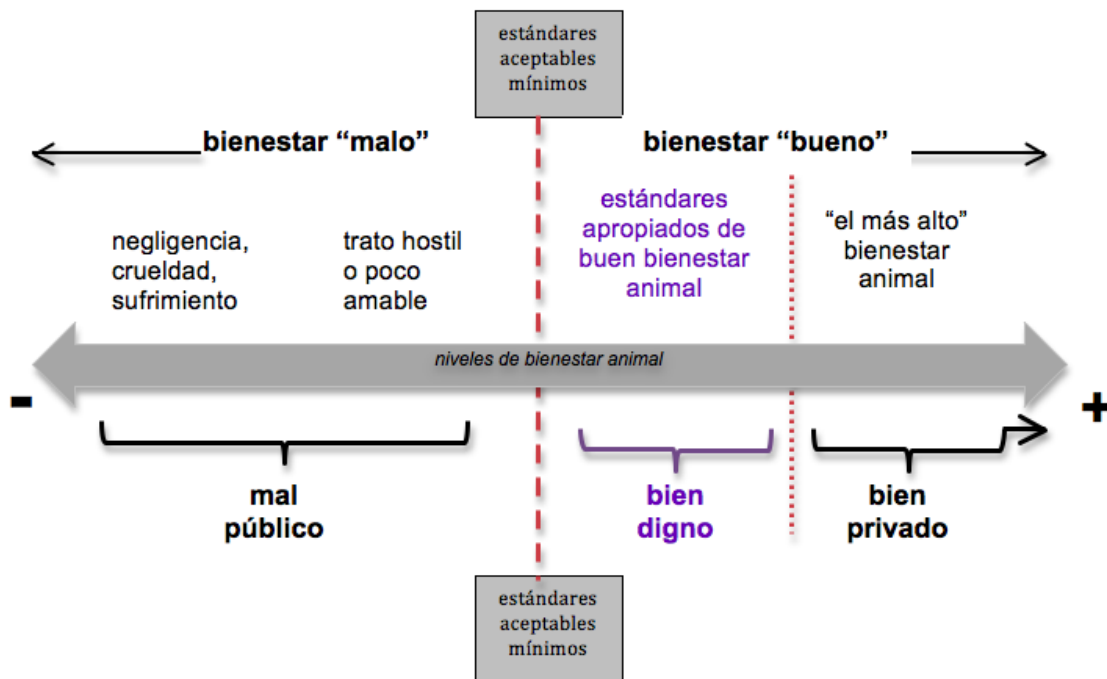 estándares
aceptables
mínimos
bienestar “malo”
bienestar “bueno”
negligencia,
crueldad,
sufrimiento
trato hostil
o poco
amable
estándares
apropiados de
buen bienestar
animal
“el más alto”
bienestar
animal
niveles de bienestar animal
-
+
mal
público
bien
digno
bien
privado
estándares
aceptables
mínimos